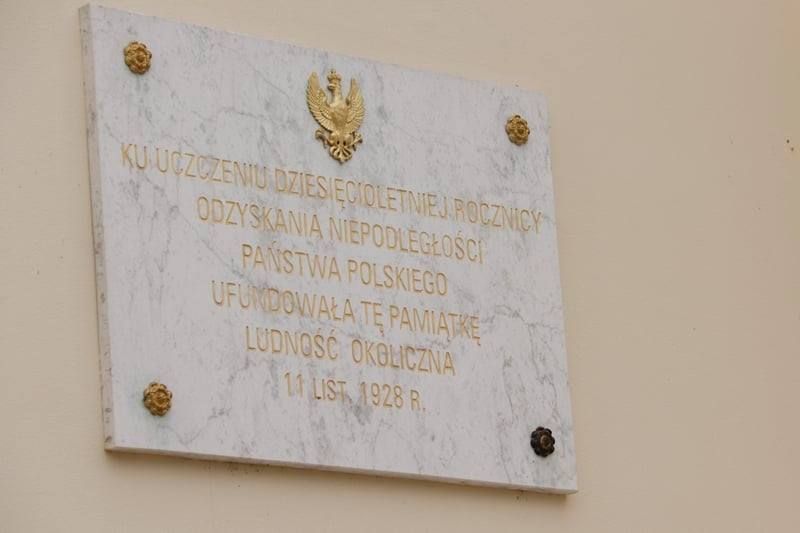 KU UCZCZENIU DZIESIĘCIOLETNIEJ ROCZNICY
ODZYSKANIA NIEPODLEGŁOŚCI
PAŃSTWA POLSKIEGO
UFUNDOWAŁA TĘ PAMIĄTKĘ
LUDNOŚĆ OKOLICZNA
11 LIST. 1928 R.